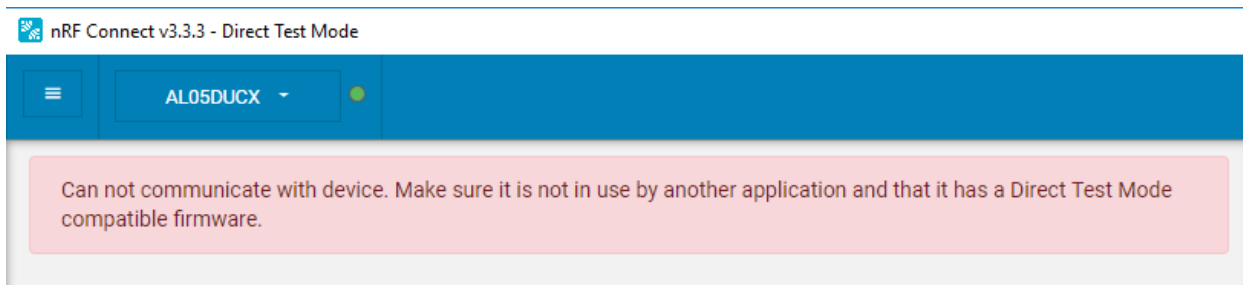 nRF Connect v3.3.3 - Direct Test Mode
AL05DUCX
Can not communicate with device. Make sure it is not in use by another application and that it has a Direct Test Mode
compatible firmware.